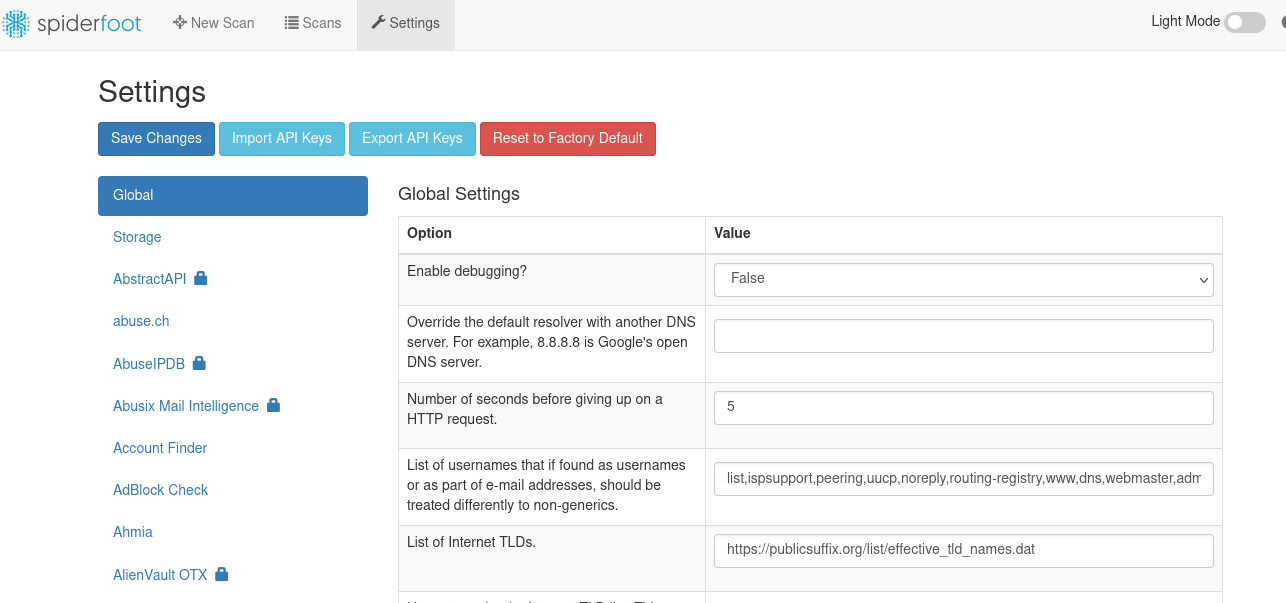 spiderfoot
New Scan
Scans
Settings
Light Mode
Settings
Save Changes
Import API Keys
Export API Keys
Reset to Factory Default
Global
Storage
AbstractAPI
abuse.ch
AbuseIPDB
Abusix Mail Intelligence
Account Finder
AdBlock Check
Ahmia
AlienVault OTX
Global Settings
Option
Value
Enable debugging?
False
Override the default resolver with another DNS
server. For example, 8.8.8.8 is Google's open
DNS server.
Number of seconds before giving up on a
HTTP request.
5
List of usernames that if found as usernames
or as part of e-mail addresses, should be
treated differently to non-generics.
list,ispsupport,peering,uucp,noreply,routing-registry,www,dns,webmaster,adm
List of Internet TLDs.
https://publicsuffix.org/list/effective_tld_names.dat